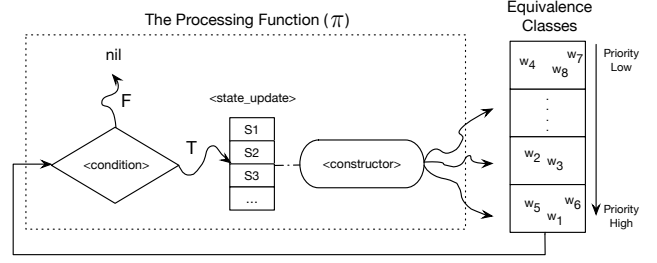 The Processing Function (π)
Equivalence
Classes
nil
F
T
<condition>
<state_update>
S1
S2
S3
...
<constructor>
w4 w7
w8
w2 w3
w5 w6
w1
Priority
Low
Priority
High